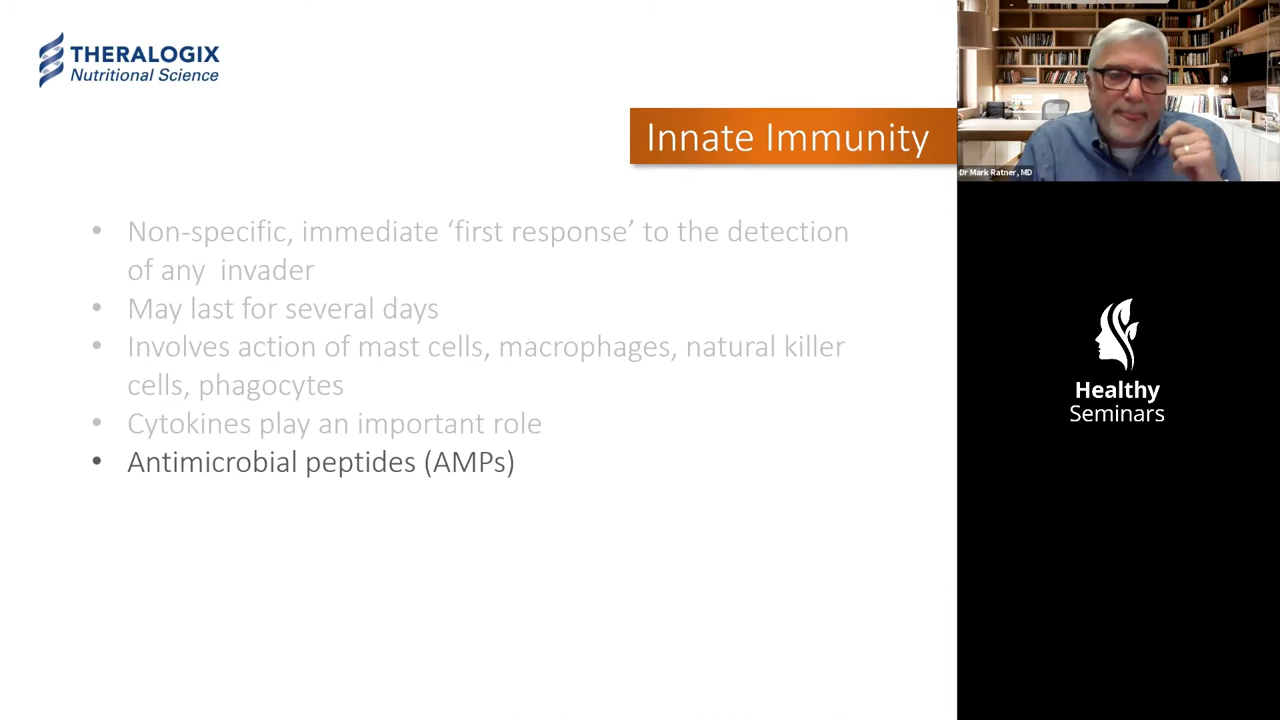 THERALOGIX
Nutritional Science
Innate Immunity
Dr Mark Ratner, MD
• Non-specific, immediate ‘first response’ to the detection
of any  invader
• May last for several days
• Involves action of mast cells, macrophages, natural killer
cells, phagocytes
• Cytokines play an important role
• Antimicrobial peptides (AMPs)
Healthy
Seminars